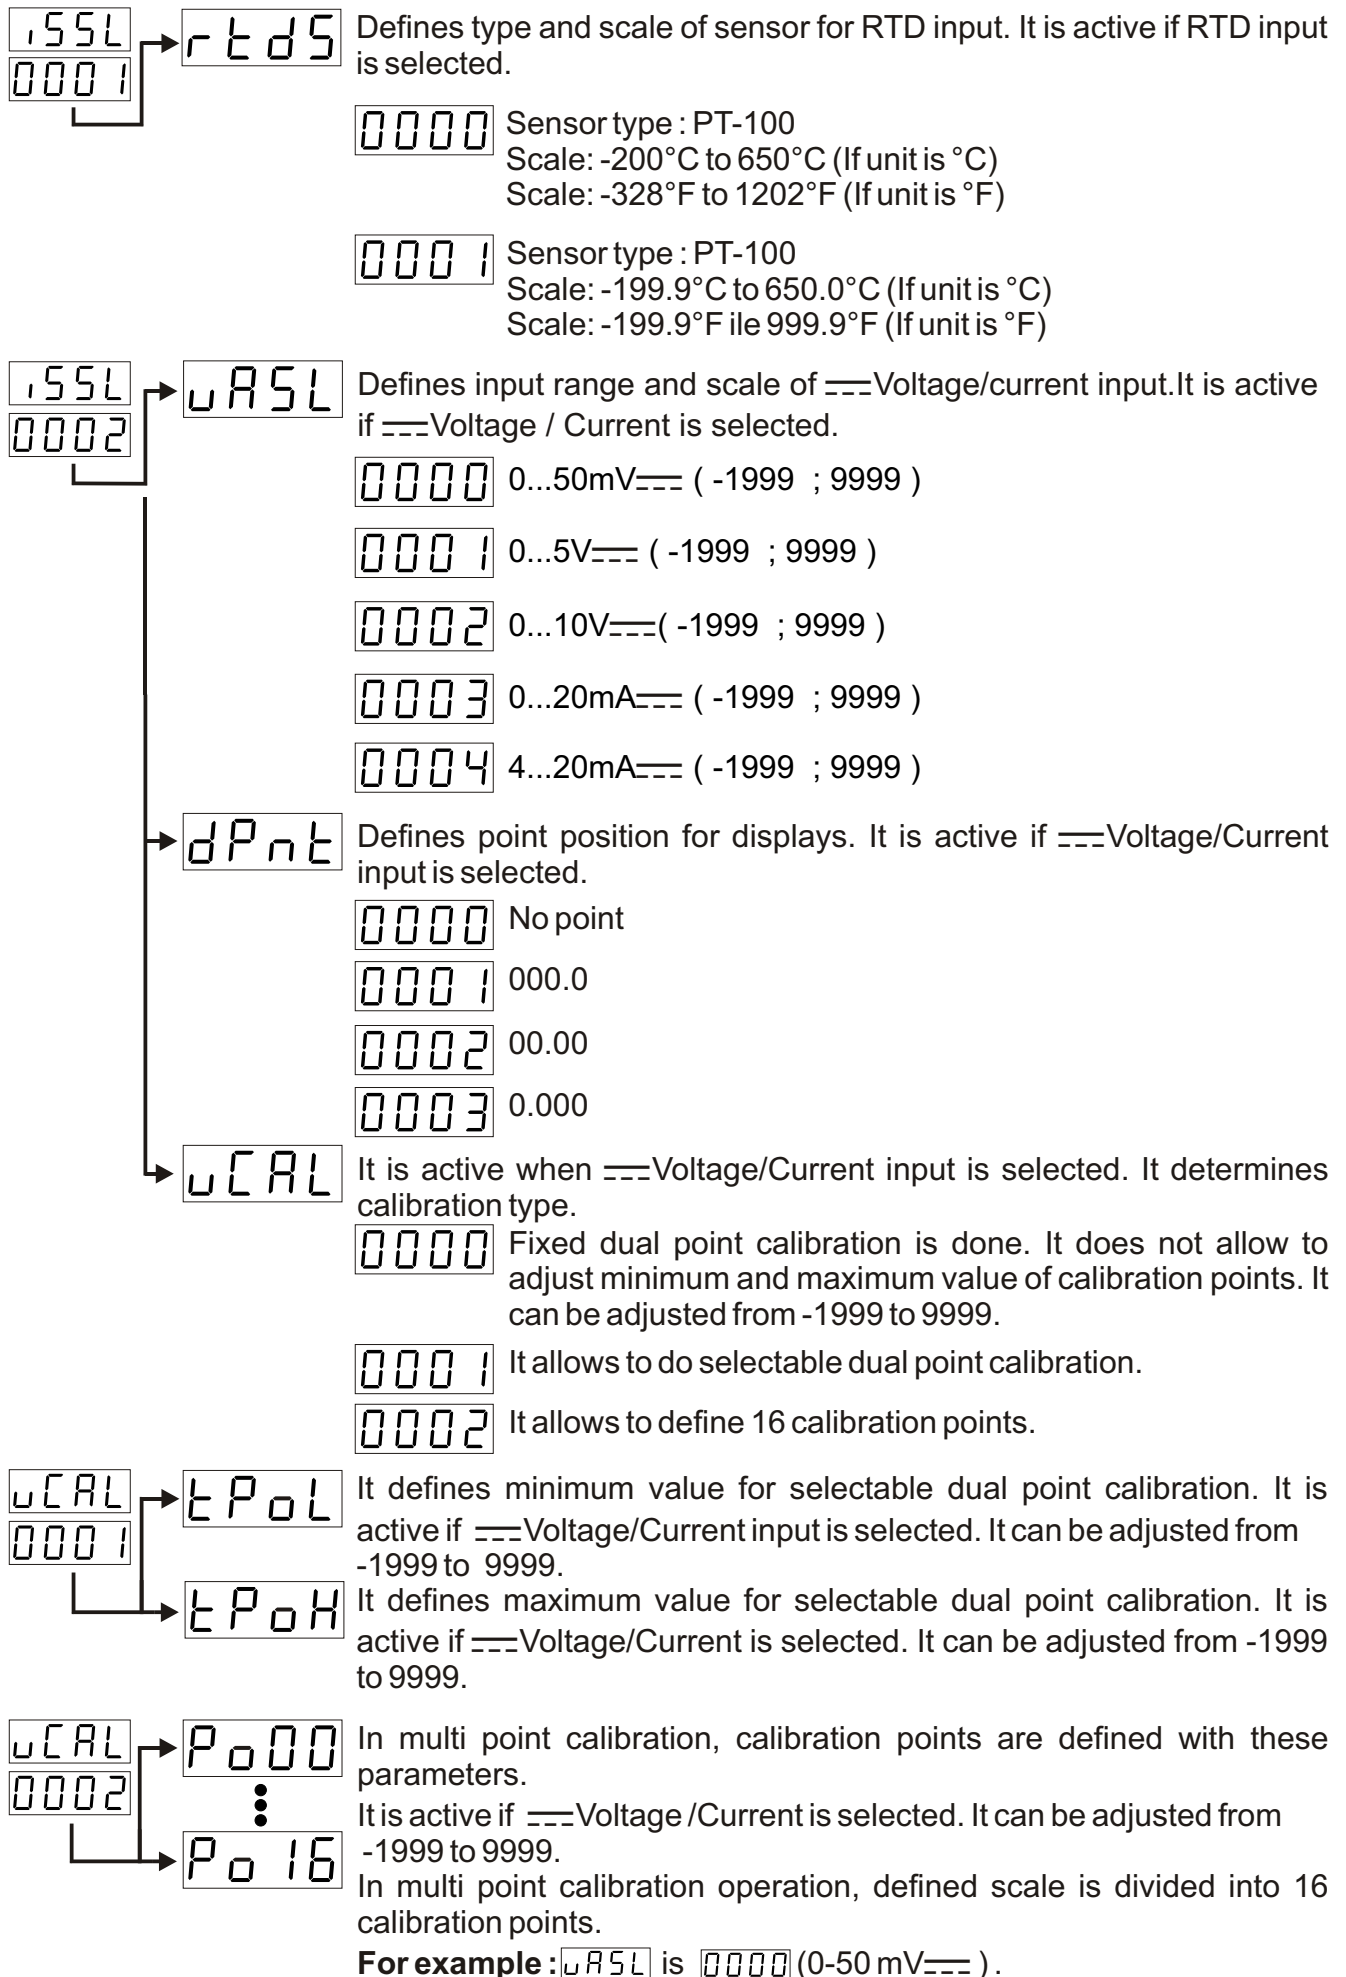 iSSL
0001
rtdS
Defines type and scale of sensor for RTD input. It is active if RTD input
is selected.
0000
Sensor type : PT-100
Scale: -200°C to 650°C (If unit is °C)
Scale: -328°F to 1202°F (If unit is °F)
0001
Sensor type : PT-100
Scale: -199.9°C to 650.0°C (If unit is °C)
Scale: -199.9°F ile 999.9°F (If unit is °F)
iSSL
0002
uASL
Defines input range and scale of ⎓Voltage/current input.It is active
if ⎓Voltage / Current is selected.
0000 0...50mV⎓ ( -1999 ; 9999 )
0001 0...5V⎓ ( -1999 ; 9999 )
0002 0...10V⎓( -1999 ; 9999 )
0003 0...20mA⎓ ( -1999 ; 9999 )
0004 4...20mA⎓ ( -1999 ; 9999 )
dPnt
Defines point position for displays. It is active if ⎓Voltage/Current
input is selected.
0000 No point
0001 000.0
0002 00.00
0003 0.000
uCAL
It is active when ⎓Voltage/Current input is selected. It determines
calibration type.
0000
Fixed dual point calibration is done. It does not allow to
adjust minimum and maximum value of calibration points. It
can be adjusted from -1999 to 9999.
0001 It allows to do selectable dual point calibration.
0002 It allows to define 16 calibration points.
uCAL
0001
tPoL
It defines minimum value for selectable dual point calibration. It is
active if ⎓Voltage/Current input is selected. It can be adjusted from
-1999 to 9999.
tPoH
It defines maximum value for selectable dual point calibration. It is
active if ⎓Voltage/Current is selected. It can be adjusted from -1999
to 9999.
uCAL
0002
Po00
In multi point calibration, calibration points are defined with these
parameters.
It is active if ⎓Voltage /Current is selected. It can be adjusted from
-1999 to 9999.
Po16
In multi point calibration operation, defined scale is divided into 16
calibration points.
For example : uASL is 0000 (0-50 mV⎓ ) .